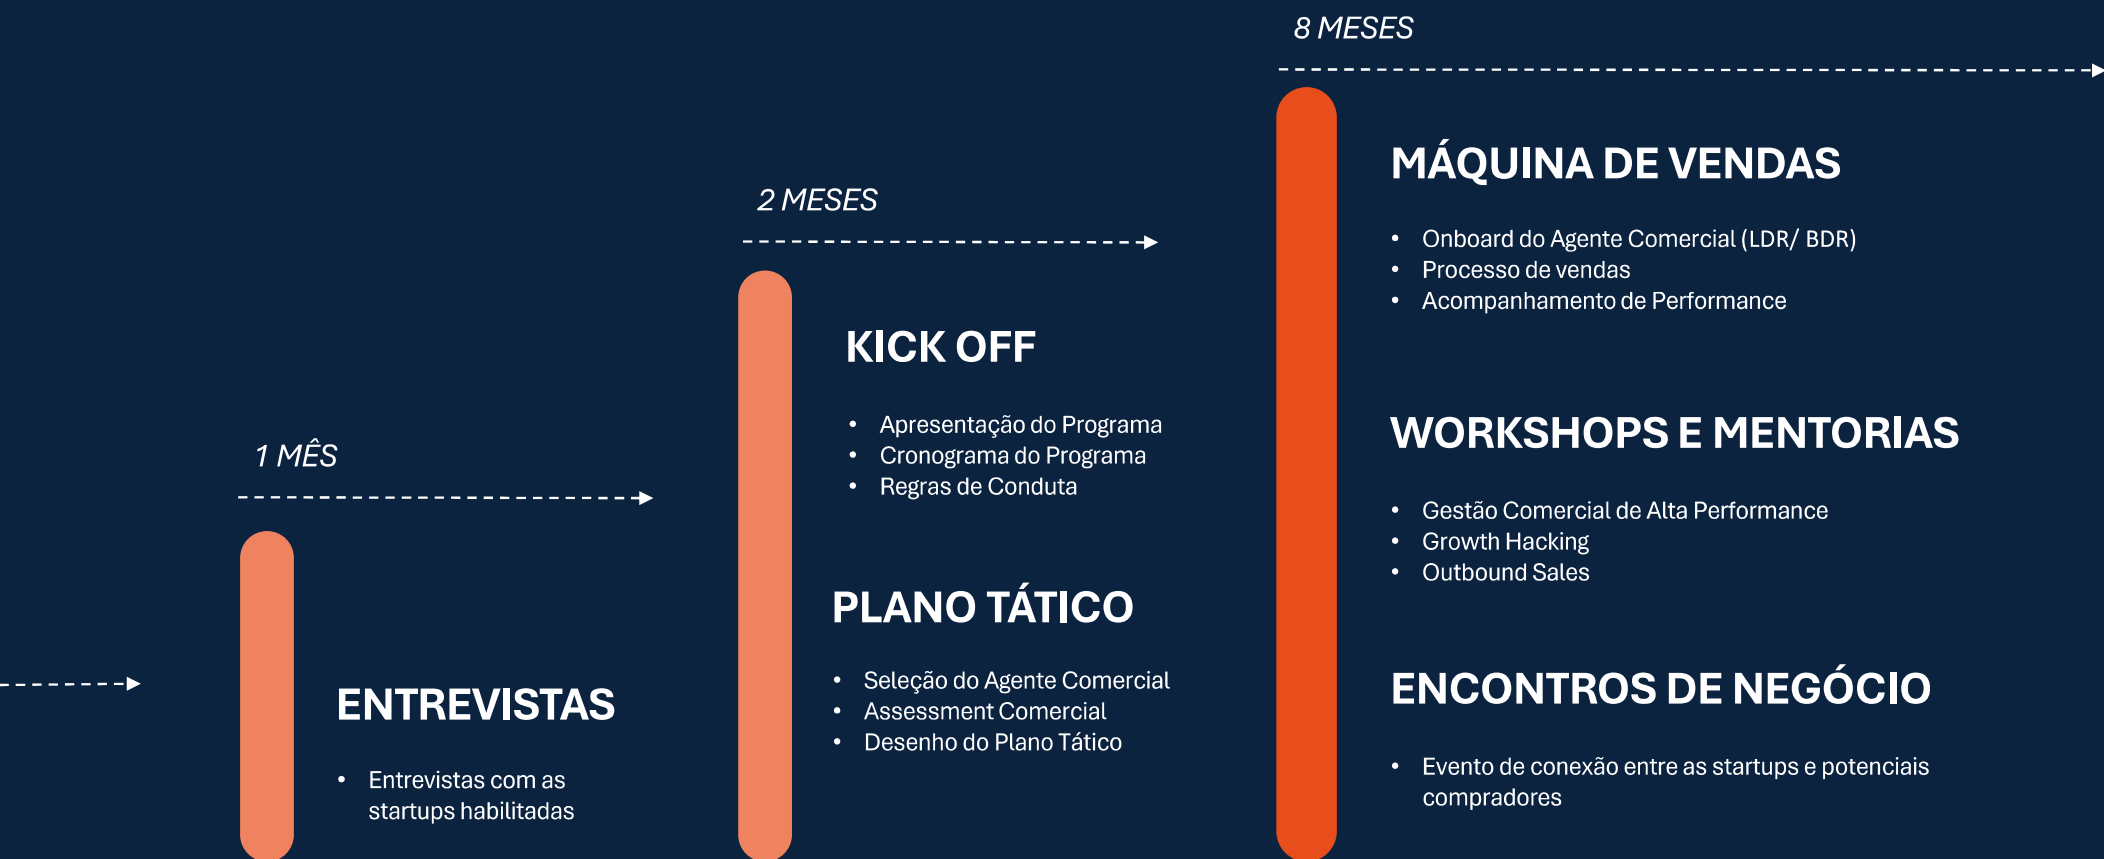 1 MÊS
ENTREVISTAS
• Entrevistas com as
startups habilitadas
2 MESES
KICK OFF
• Apresentação do Programa
• Cronograma do Programa
• Regras de Conduta
PLANO TÁTICO
• Seleção do Agente Comercial
• Assessment Comercial
• Desenho do Plano Tático
8 MESES
MÁQUINA DE VENDAS
• Onboard do Agente Comercial (LDR/ BDR)
• Processo de vendas
• Acompanhamento de Performance
WORKSHOPS E MENTORIAS
• Gestão Comercial de Alta Performance
• Growth Hacking
• Outbound Sales
ENCONTROS DE NEGÓCIO
• Evento de conexão entre as startups e potenciais
compradores